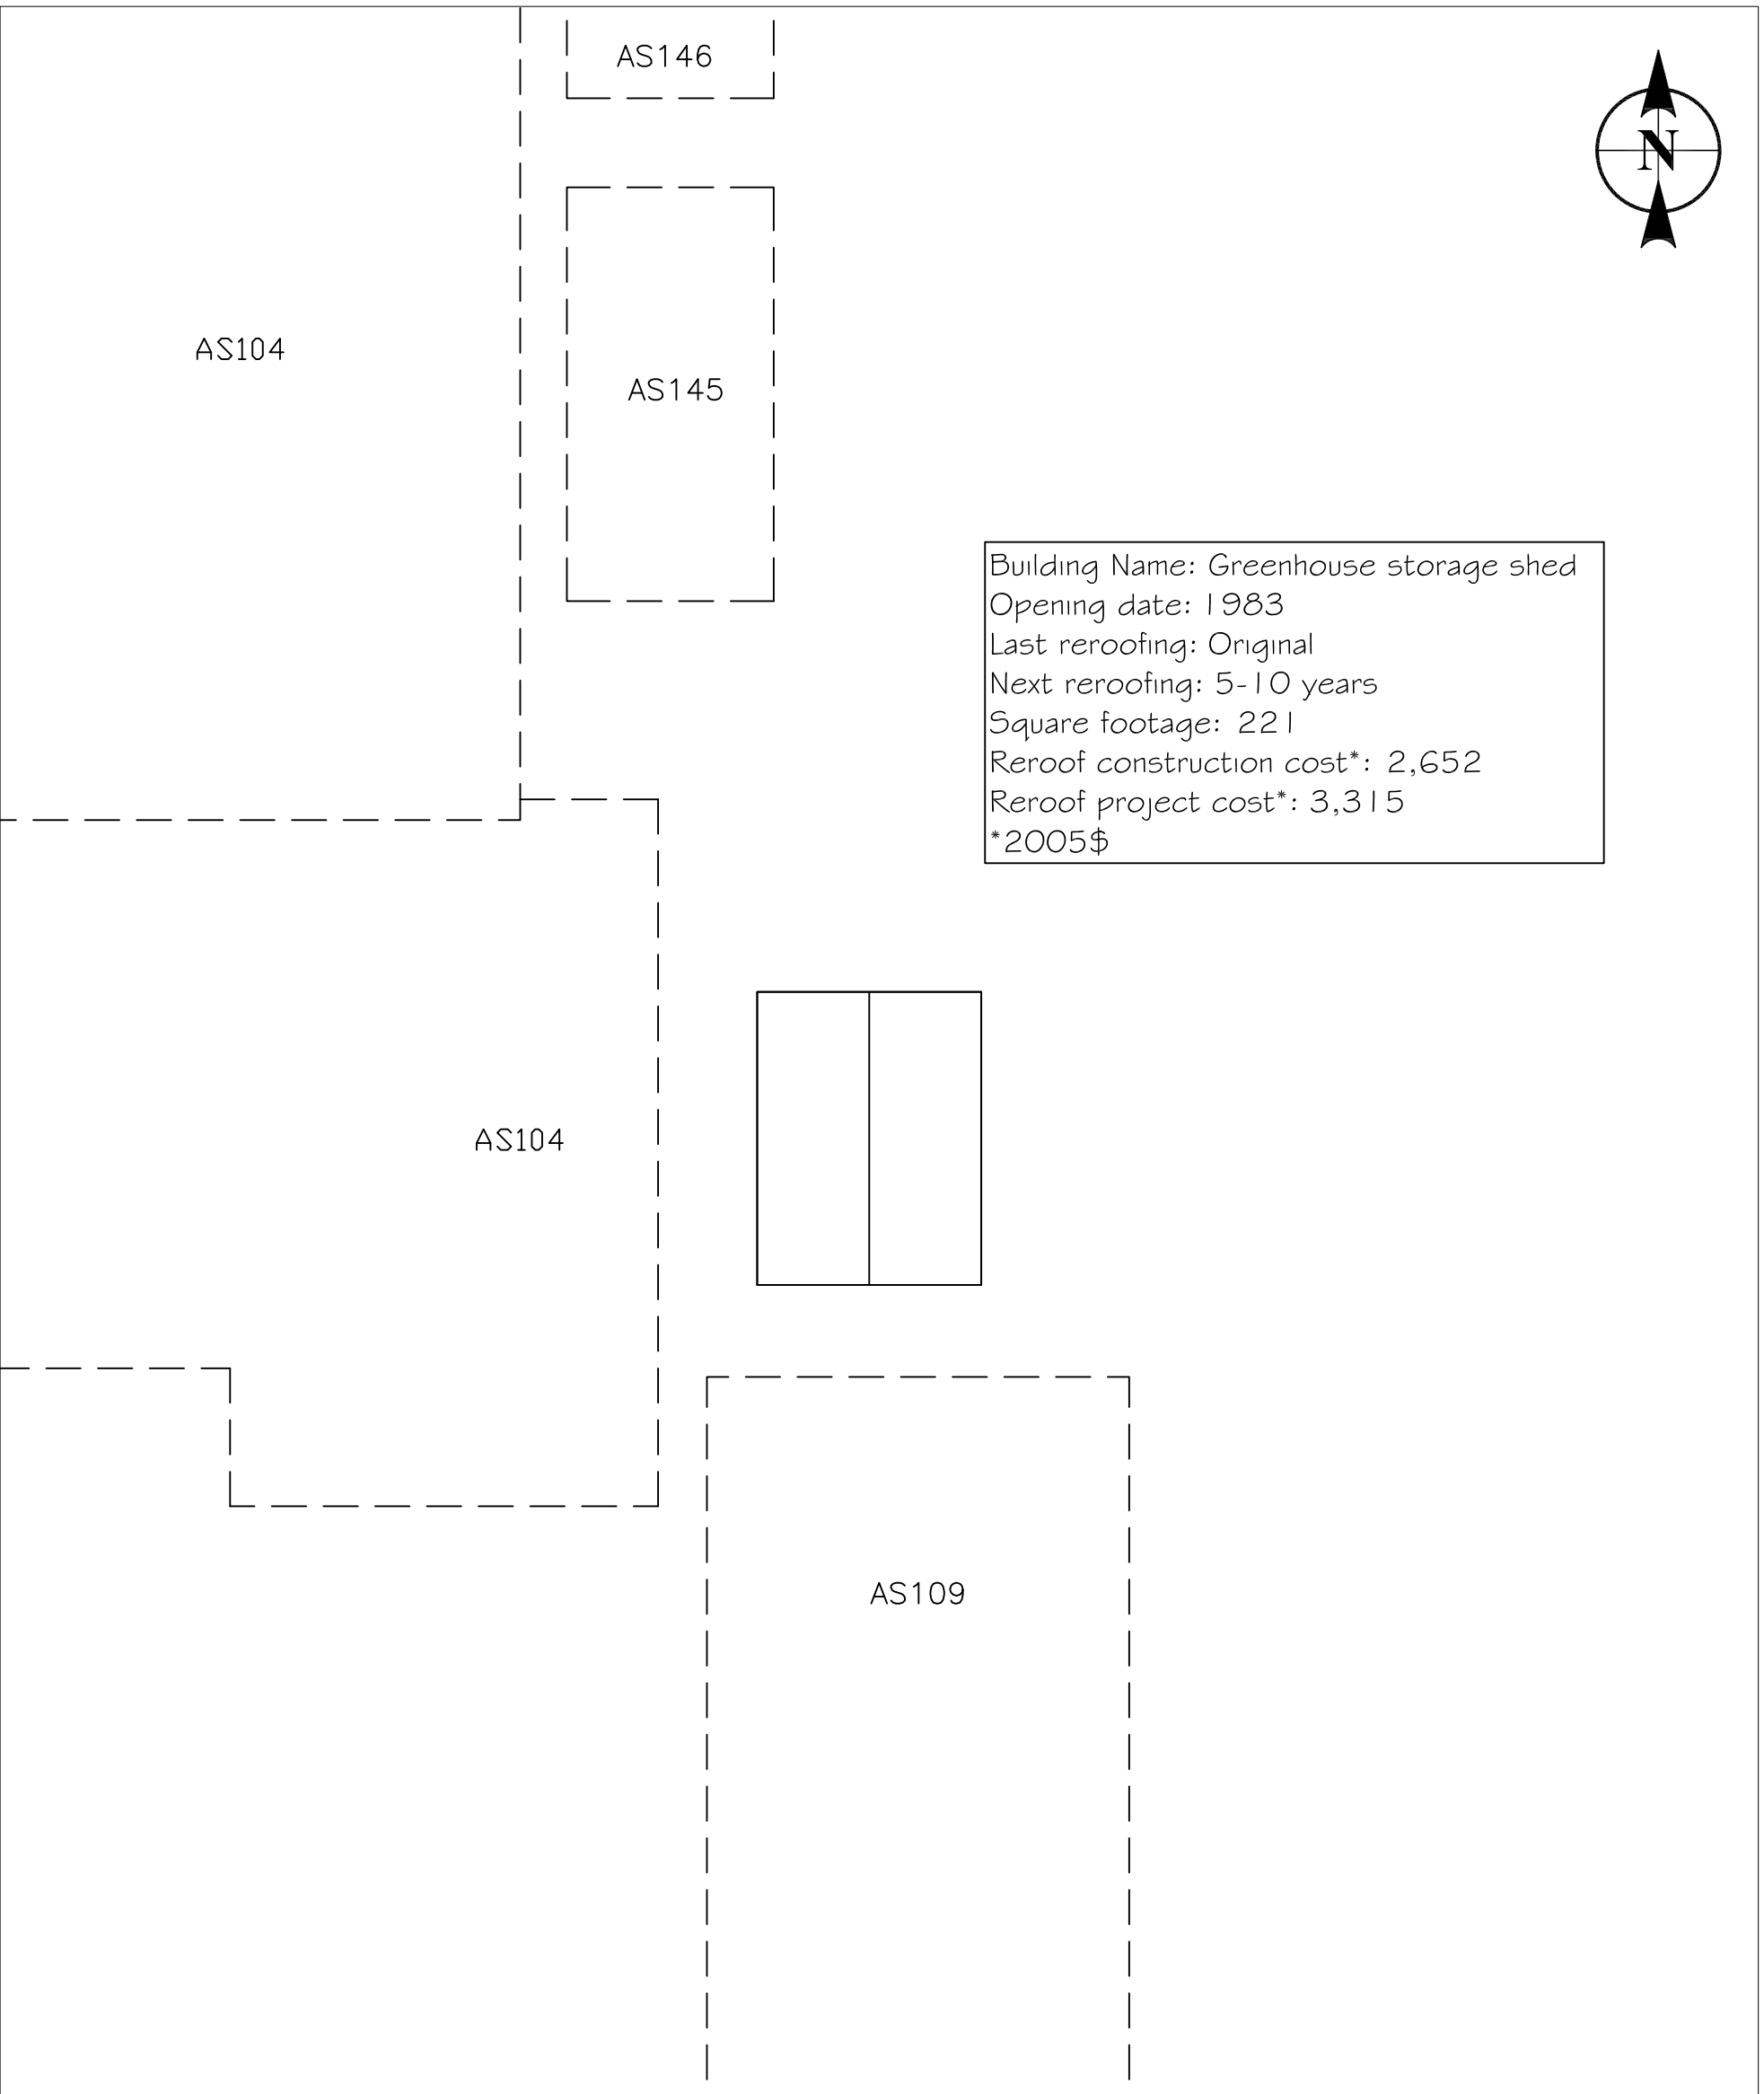 AS146
N
AS104
AS145
Building Name: Greenhouse storage shed
Opening date: 1983
Last reroofing: Original
Next reroofing: 5-10 years
Square footage: 221
Reroof construction cost*: 2,652
Reroof project cost*: 3,315
*2005$
AS104
AS109